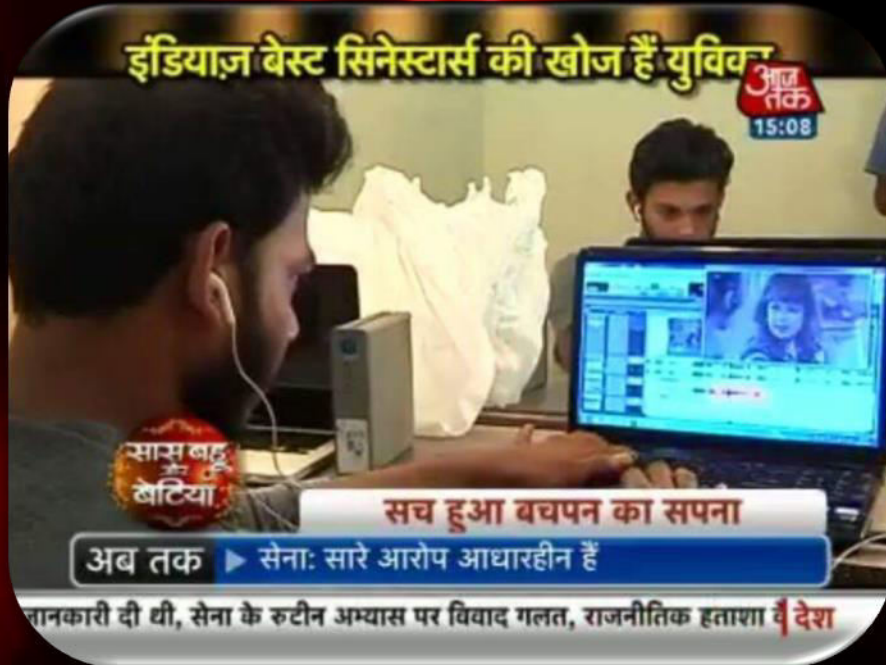 इंडियाज़ बेस्ट सिनेस्टार्स की खोज हैं युविका
आज तक
15:08
सास बहू
और
बेटियां
सच हुआ बचपन का सपना
अब तक
सेना: सारे आरोप आधारहीन हैं
जानकारी दी थी, सेना के रुटीन अभ्यास पर विवाद गलत, राजनीतिक हताशा
देश